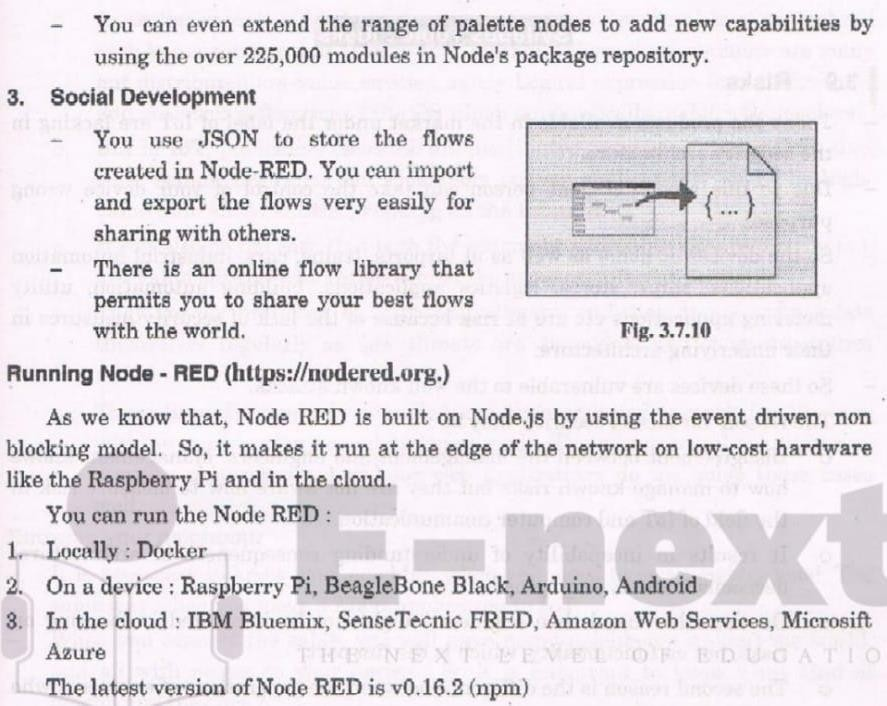 – You can even extend the range of palette nodes to add new capabilities by
using the over 225,000 modules in Node's package repository.
3. Social Development
– You use JSON to store the flows
created in Node-RED. You can import
and export the flows very easily for
sharing with others.
– There is an online flow library that
permits you to share your best flows
with the world.
{ ... }
Fig. 3.7.10
Running Node - RED (https://nodered.org.)
As we know that, Node RED is built on Node.js by using the event driven, non
blocking model. So, it makes it run at the edge of the network on low-cost hardware
like the Raspberry Pi and in the cloud.
You can run the Node RED :
1. Locally : Docker
2. On a device : Raspberry Pi, BeagleBone Black, Arduino, Android
3. In the cloud : IBM Bluemix, SenseTecnic FRED, Amazon Web Services, Microsift
Azure
The latest version of Node RED is v0.16.2 (npm)
E-next
THE NEXT LEVEL OF EDUCATIO